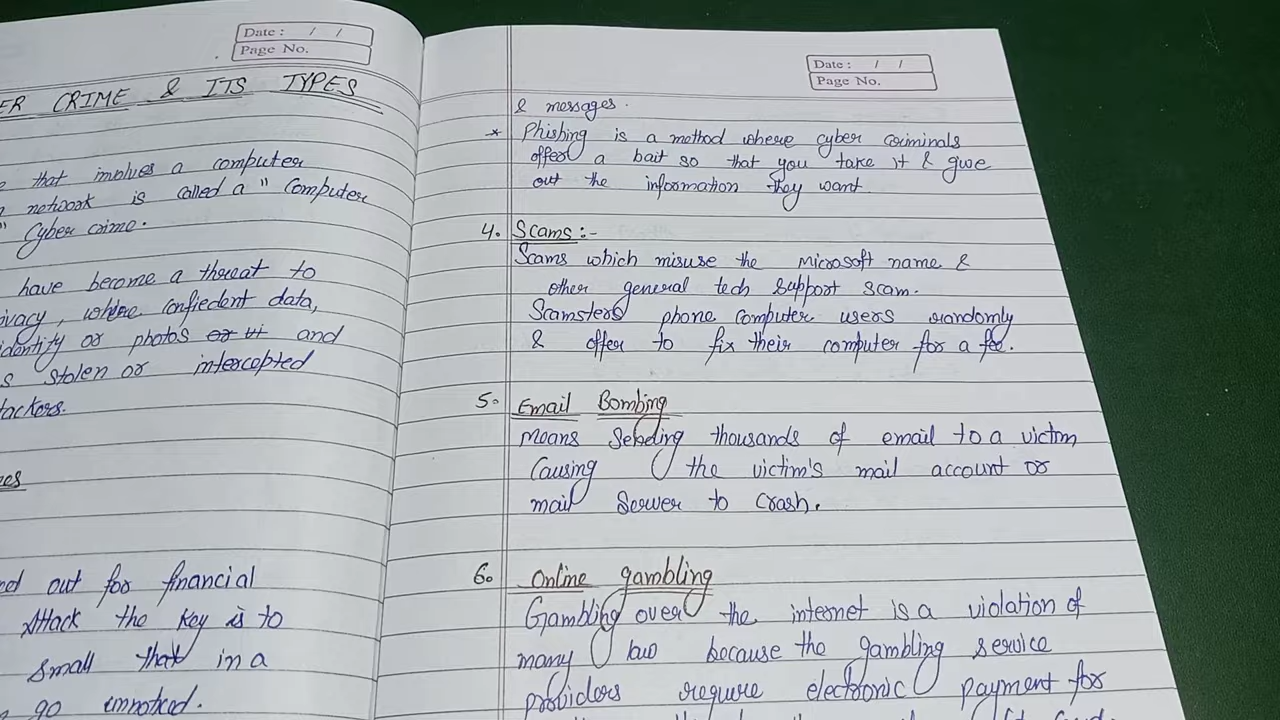 Date : / /
Page No.
ER CRIME & ITS TYPES
that involves a computer
network is called a " Computer
" Cyber crime.
have become a threat to
ivacy, where confiedent data,
identity or photos or vi and
s stolen or intercepted
tackers.
ed out for financial
Attack the key is to
small that in a
go unnoticed.
Date : / /
Page No.
& messages.
* Phishing is a method where cyber criminals
offer a bait so that you take it & give
out the information they want
4. Scams :-
Scams which misuse the Microsoft name &
other general tech support scam.
Scamsters phone computer users randomly
& offer to fix their computer for a fee.
5. Email Bombing
Means Sending thousands of email to a victim
Causing the victim's mail account or
mail Server to crash.
6. Online gambling
Gambling over the internet is a violation of
many law because the gambling service
providers require electronic payment for